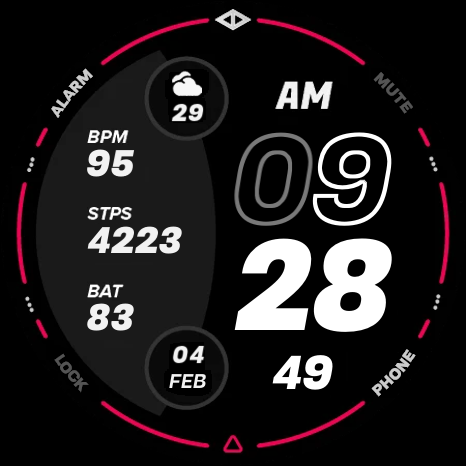 ALARM
MUTE
29
AM
BPM
95
09
STPS
4223
28
BAT
83
04
FEB
49
LOCK
PHONE